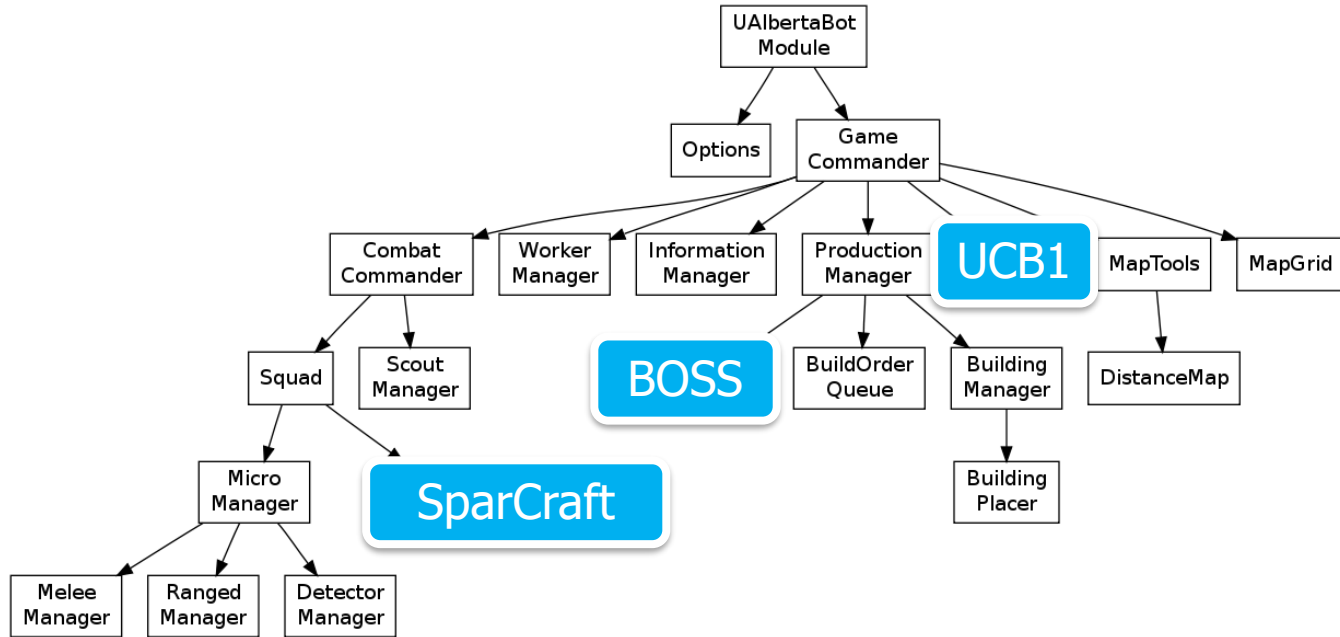 UAlbertaBot
Module
Options
Game
Commander
Combat
Commander
Worker
Manager
Information
Manager
Production
Manager
UCB1
MapTools
MapGrid
Squad
Scout
Manager
BOSS
BuildOrder
Queue
Building
Manager
DistanceMap
Micro
Manager
SparCraft
Building
Placer
Melee
Manager
Ranged
Manager
Detector
Manager